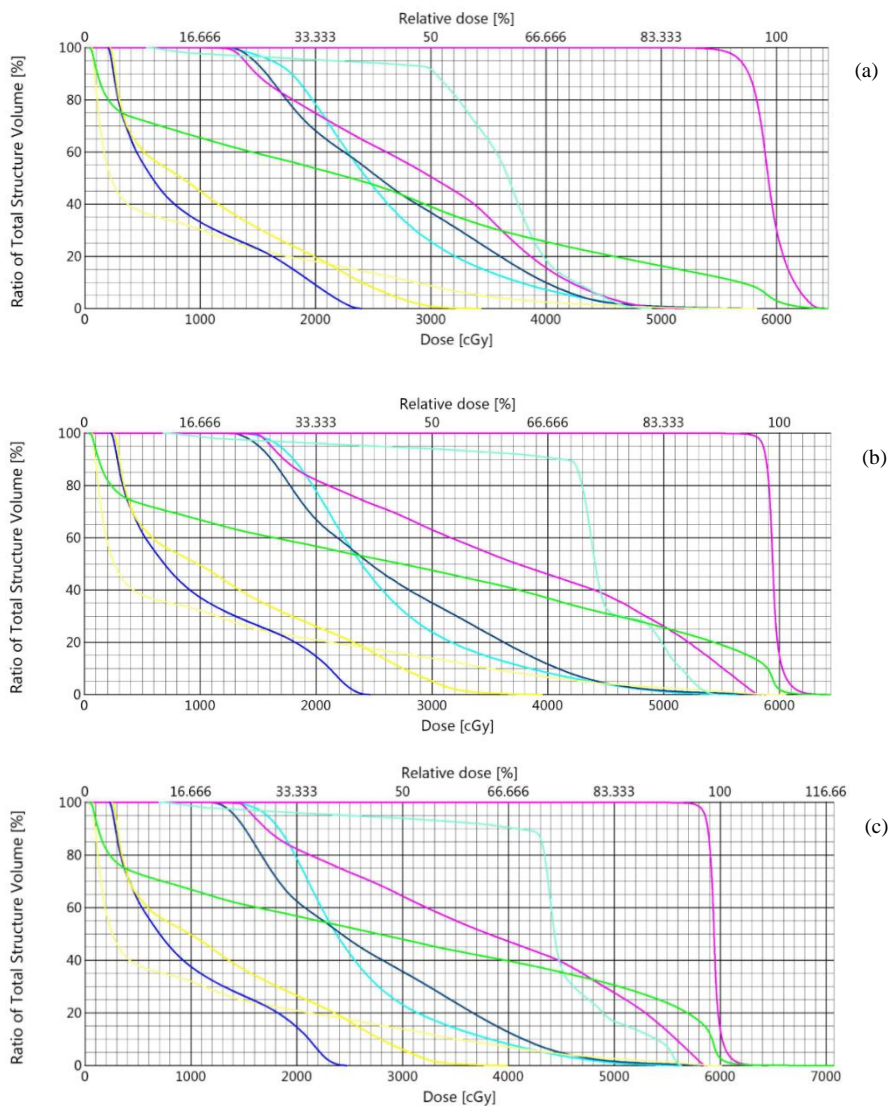 Relative dose [%]
0 16.666 33.333 50 66.666 83.333 100
100
(a)
80
60
40
20
0
Ratio of Total Structure Volume [%]
0 1000 2000 3000 4000 5000 6000
Dose [cGy]
Relative dose [%]
0 16.666 33.333 50 66.666 83.333 100
100
(b)
80
60
40
20
0
Ratio of Total Structure Volume [%]
0 1000 2000 3000 4000 5000 6000
Dose [cGy]
Relative dose [%]
0 16.666 33.333 50 66.666 83.333 100 116.66
100
(c)
80
60
40
20
0
Ratio of Total Structure Volume [%]
0 1000 2000 3000 4000 5000 6000 7000
Dose [cGy]